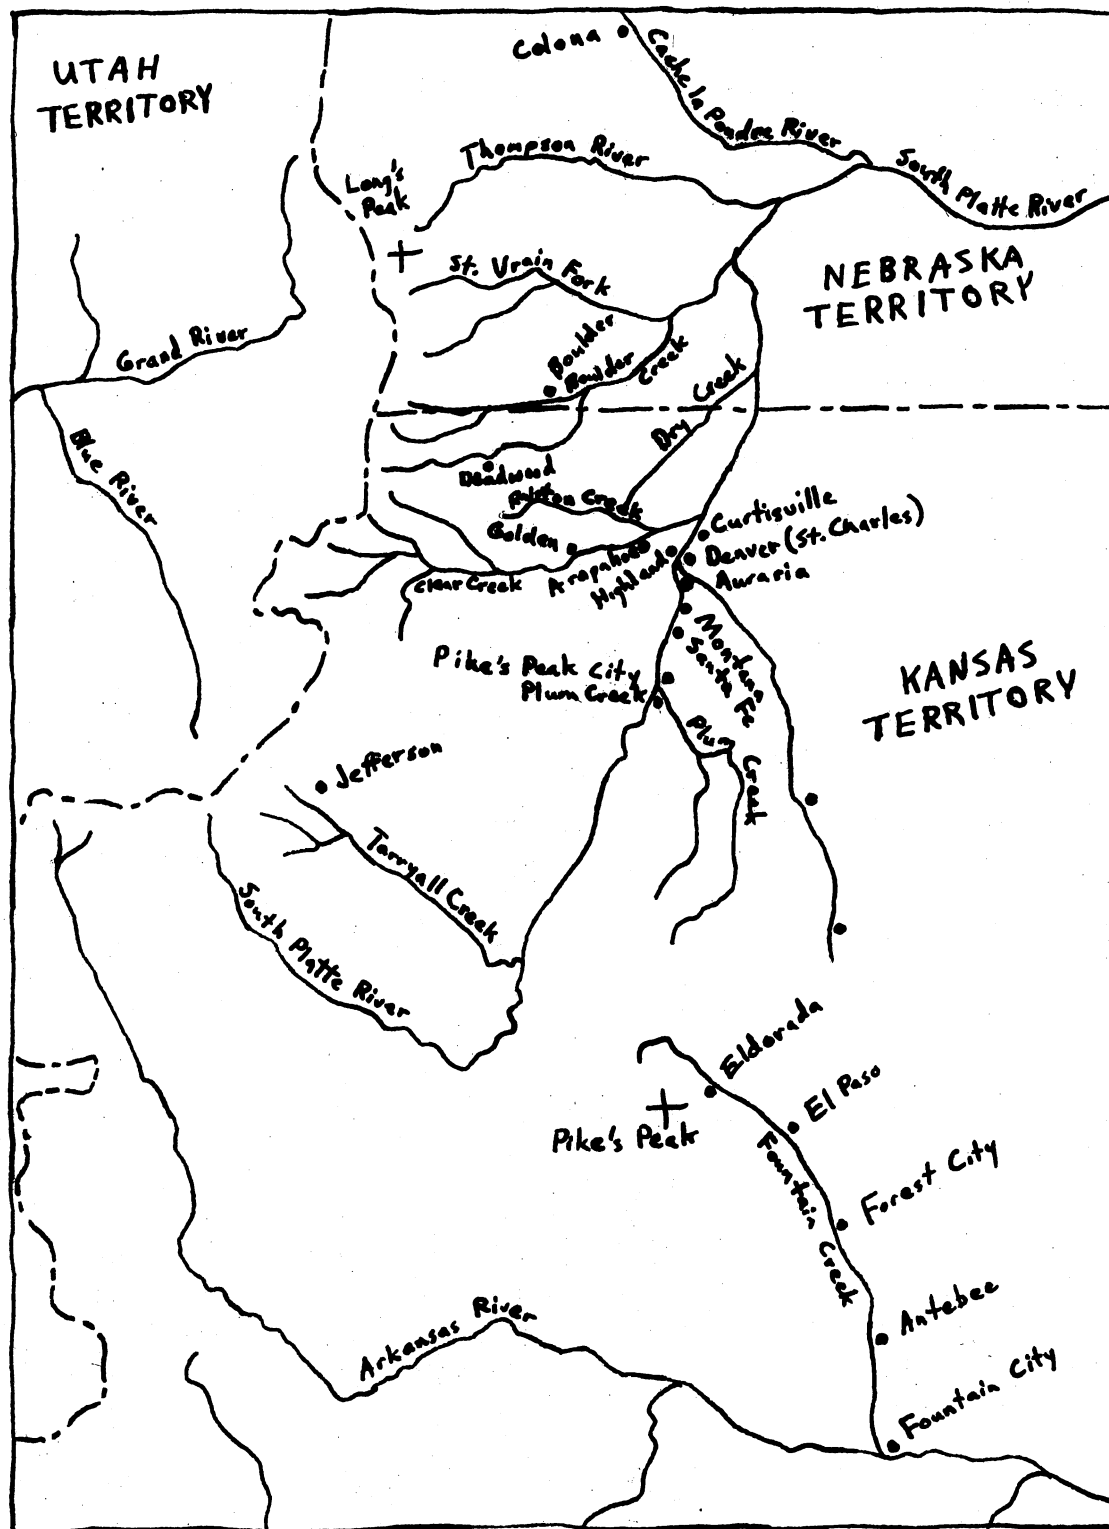 UTAH
TERRITORY
Colona
Cache la Poudre River
South Platte River
Thompson River
Long's
Peak
St. Vrain Fork
NEBRASKA
TERRITORY
Grand River
Boulder
Boulder Creek
Dry Creek
Blue River
Deadwood
Ralston Creek
Golden
Curtisville
Denver (St. Charles)
Auraria
Arapahoe
Highland
Clear Creek
Montana
Santa Fe
Pike's Peak City
Plum Creek
KANSAS
TERRITORY
Plum Creek
Jefferson
Tarryall Creek
South Platte River
Eldorada
El Paso
Pike's Peak
Fountain Creek
Forest City
Antebee
Arkansas River
Fountain City